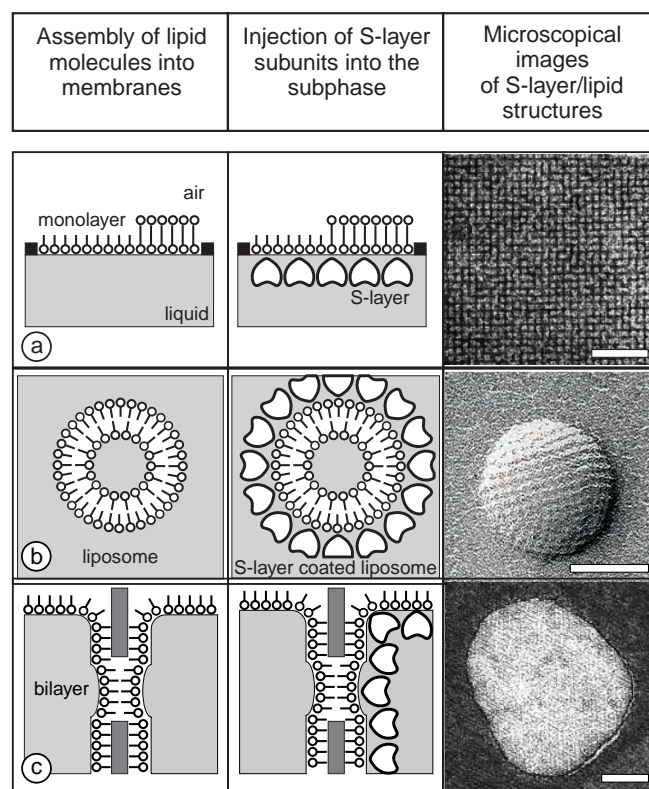 Assembly of lipid
molecules into
membranes
Injection of S-layer
subunits into the
subphase
Microscopical
images
of S-layer/lipid
structures
air
monolayer
liquid
a
S-layer
liposome
b
S-layer coated liposome
bilayer
c